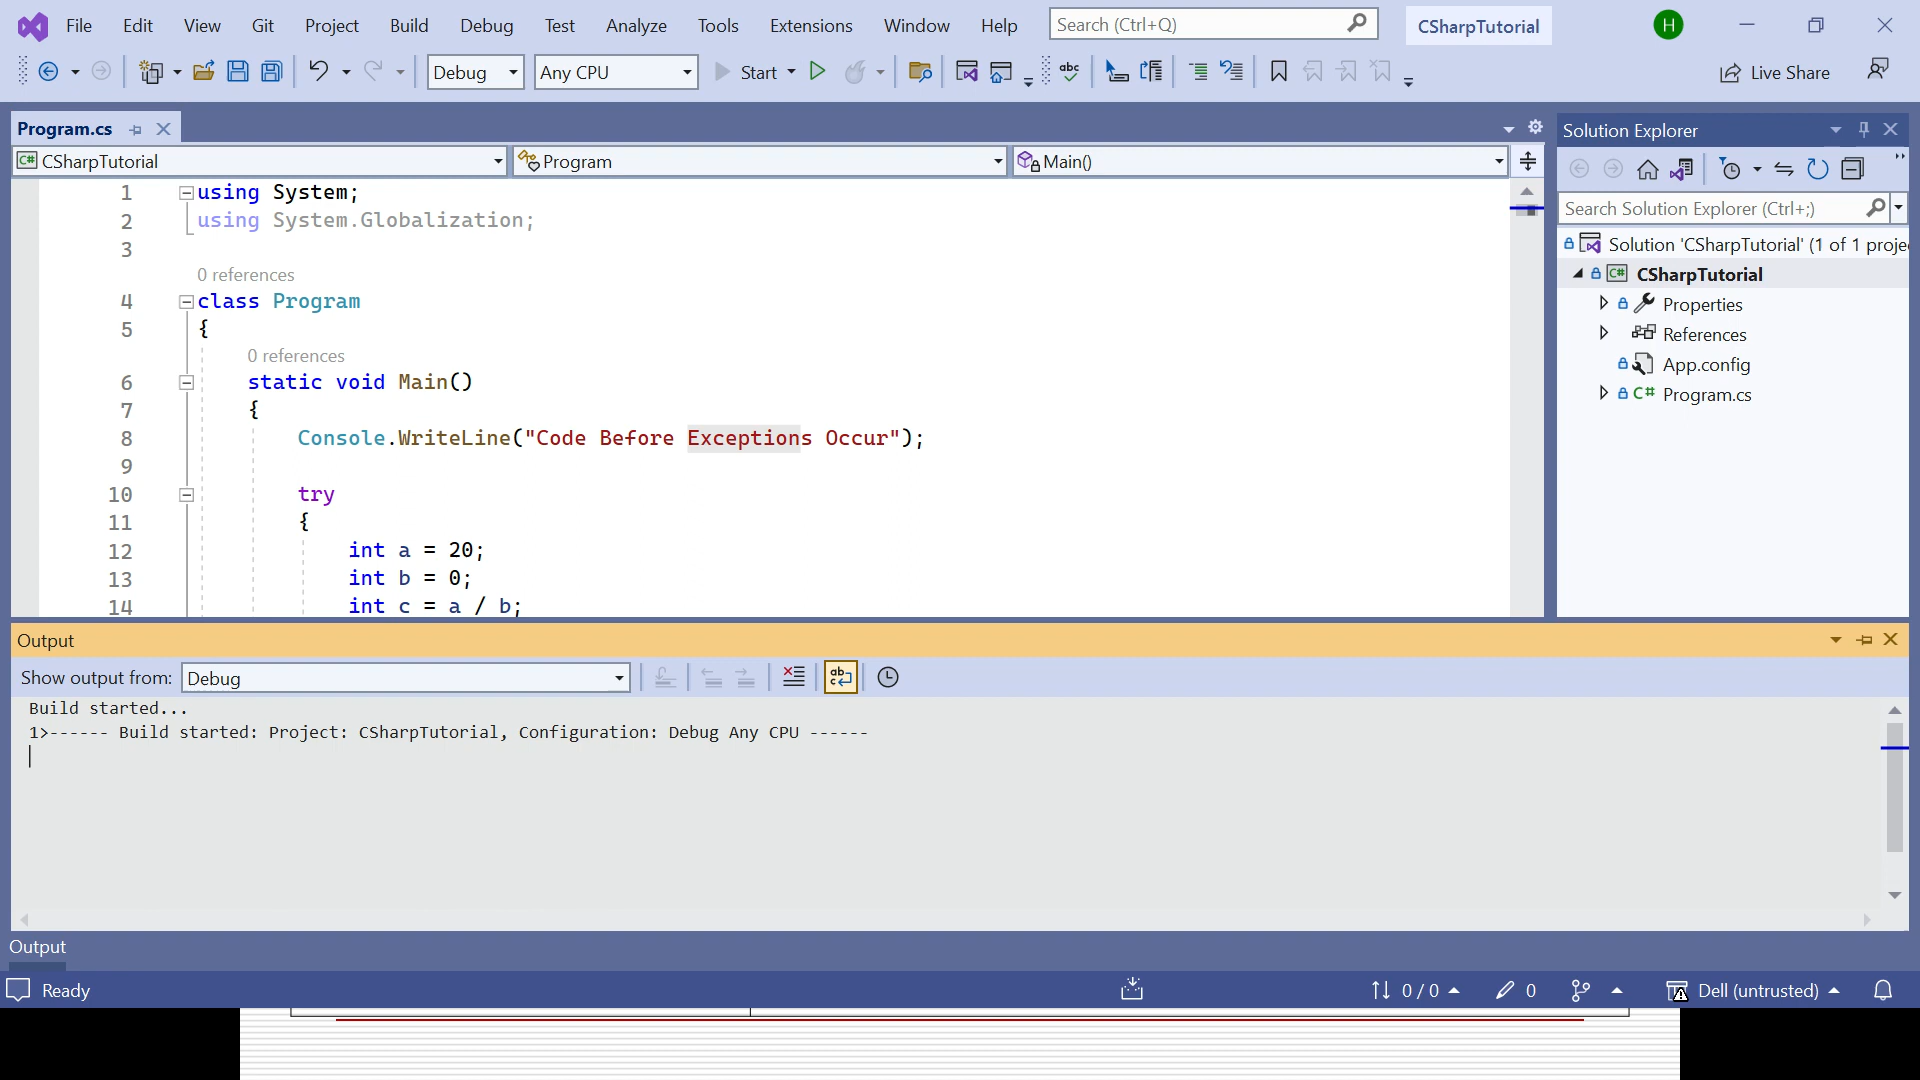 File Edit View Git Project Build Debug Test Analyze Tools Extensions Window Help Search (Ctrl+Q) CSharpTutorial H
Debug Any CPU Start Live Share
Program.cs
CSharpTutorial Program Main()
1 using System;
2 using System.Globalization;
3
0 references
4 class Program
5 {
0 references
6 static void Main()
7 {
8 Console.WriteLine("Code Before Exceptions Occur");
9
10 try
11 {
12 int a = 20;
13 int b = 0;
14 int c = a / b;
Solution Explorer
Search Solution Explorer (Ctrl+;)
Solution 'CSharpTutorial' (1 of 1 proje
C# CSharpTutorial
Properties
References
App.config
C# Program.cs
Output
Show output from: Debug
Build started...
1>------ Build started: Project: CSharpTutorial, Configuration: Debug Any CPU ------
Output
Ready 0 / 0 0 Dell (untrusted)